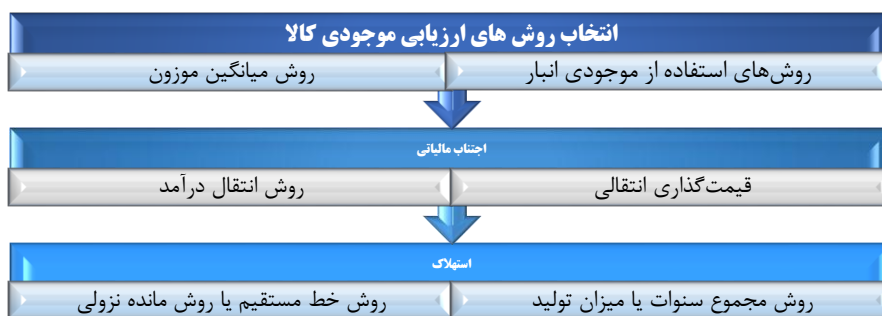 انتخاب روش های ارزیابی موجودی کالا
روش‌های استفاده از موجودی انبار
روش میانگین موزون
اجتناب مالیاتی
قیمت‌گذاری انتقالی
روش انتقال درآمد
استهلاک
روش مجموع سنوات یا میزان تولید
روش خط مستقیم یا روش مانده نزولی